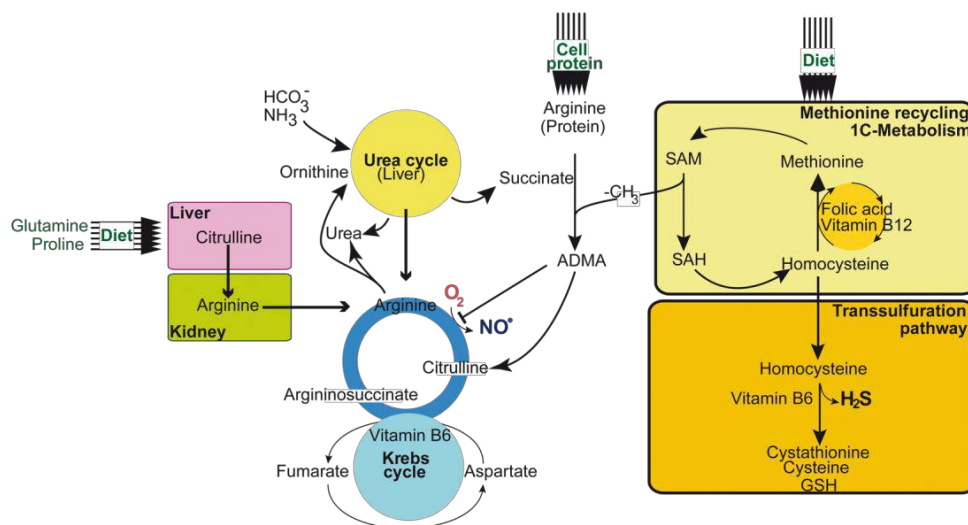 Cell
protein
Diet
HCO3-
NH3
Arginine
(Protein)
Methionine recycling
1C-Metabolism
Urea cycle
(Liver)
Ornithine
Succinate
-CH3
SAM
Methionine
Folic acid
Vitamin B12
Glutamine
Proline
Diet
Liver
Citrulline
Urea
ADMA
SAH
Homocysteine
Arginine
Kidney
Arginine
O2
NO•
Transsulfuration
pathway
Citrulline
Homocysteine
Argininosuccinate
Vitamin B6
H2S
Vitamin B6
Krebs
cycle
Fumarate
Aspartate
Cystathionine
Cysteine
GSH